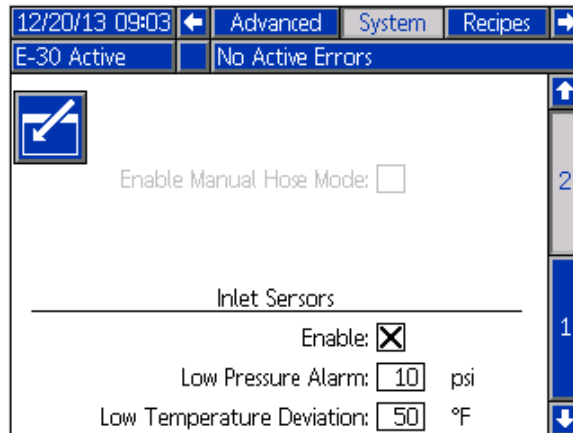 12/20/13 09:03 Advanced System Recipes
E-30 Active No Active Errors
Enable Manual Hose Mode:
2
Inlet Sersors
Enable:
1
Low Pressure Alarm: 10 psi
Low Temperature Deviation: 50 °F